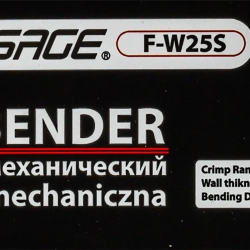 SAGE® F-W25S
BENDER
механический
mechaniczna
Crimp Ran
Wall thikn
Bending D